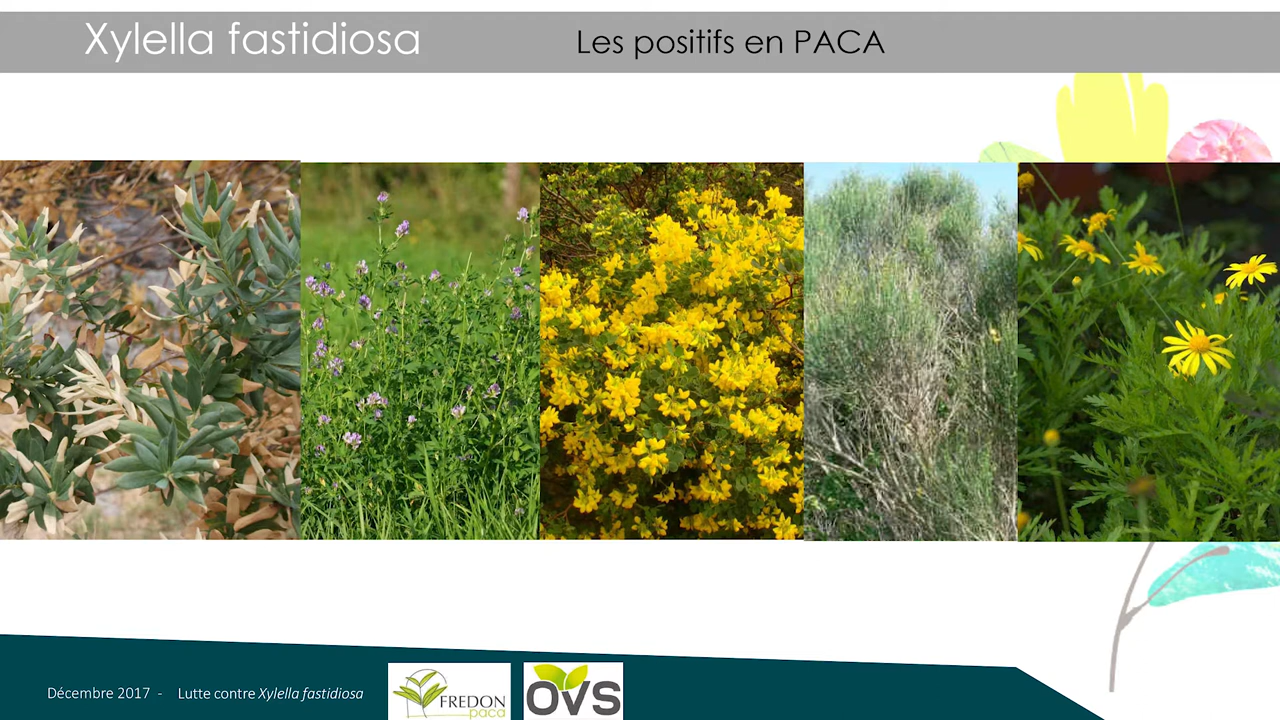 Xylella fastidiosa
Les positifs en PACA
Décembre 2017 - Lutte contre Xylella fastidiosa
FREDON
paca
OVS